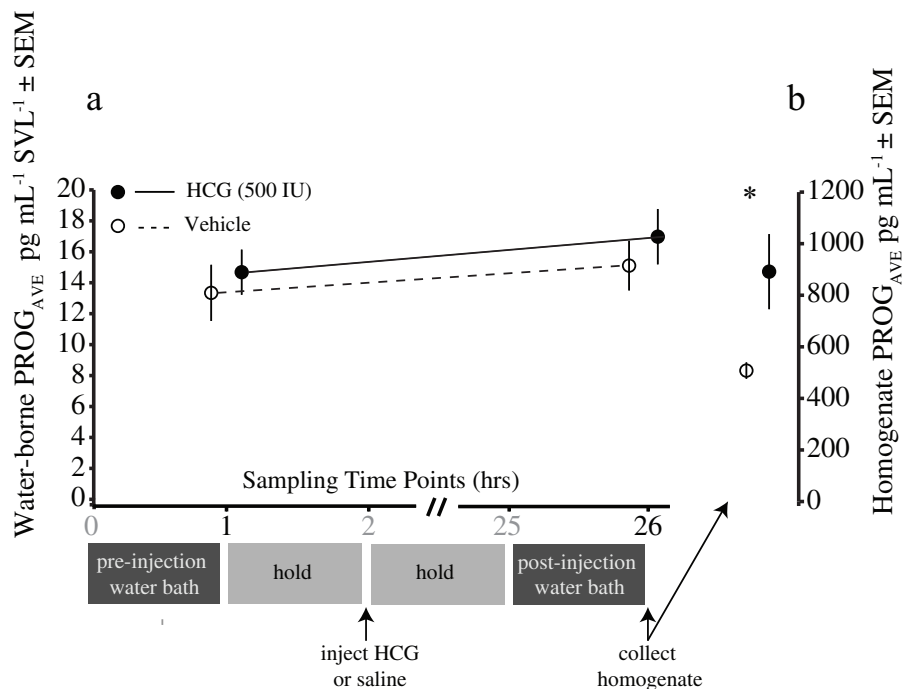 a
b
Water-borne PROG_AVE pg mL⁻¹ SVL⁻¹ ± SEM
20
18
16
14
12
10
8
6
4
2
0
HCG (500 IU)
Vehicle
*
1200
1000
800
600
400
200
0
Homogenate PROG_AVE pg mL⁻¹ ± SEM
Sampling Time Points (hrs)
0 1 2 // 25 26
pre-injection
water bath
hold
hold
post-injection
water bath
inject HCG
or saline
collect
homogenate